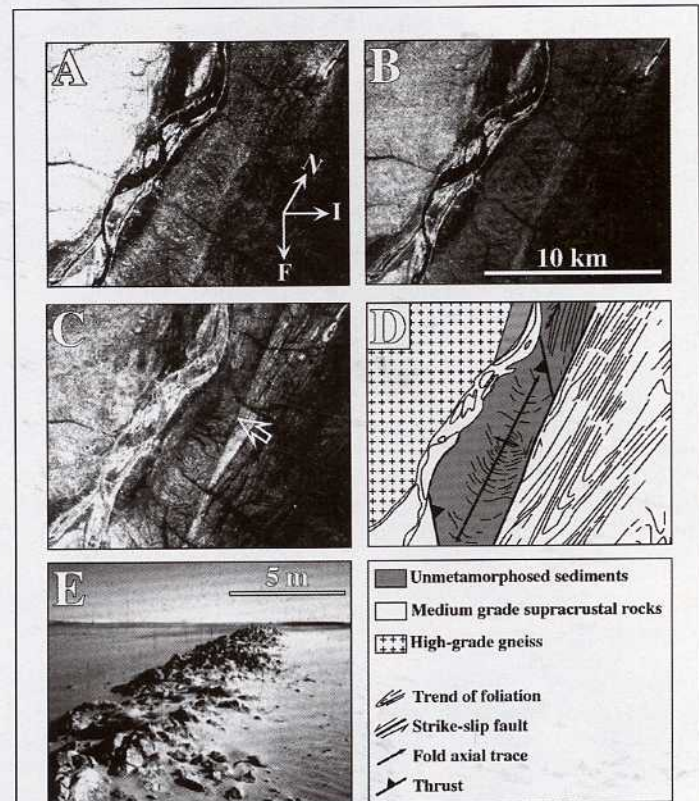 A
N
I
F
B
10 km
C
D
E
5 m
Unmetamorphosed sediments
Medium grade supracrustal rocks
High-grade gneiss
Trend of foliation
Strike-slip fault
Fold axial trace
Thrust